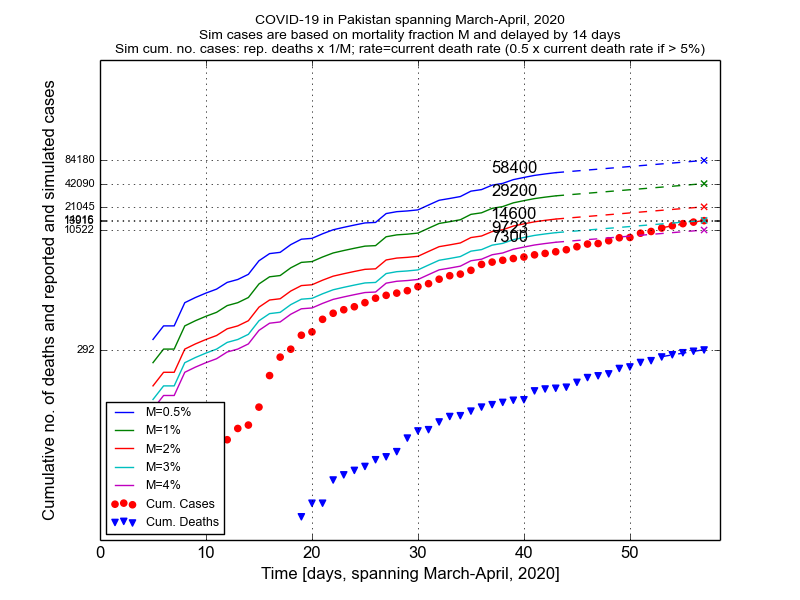 COVID-19 in Pakistan spanning March-April, 2020
Sim cases are based on mortality fraction M and delayed by 14 days
Sim cum. no. cases: rep. deaths x 1/M; rate=current death rate (0.5 x current death rate if > 5%)
Cumulative no. of deaths and reported and simulated cases
84180
42090
21045
10522
292
58400
29200
14600
9733
7300
M=0.5%
M=1%
M=2%
M=3%
M=4%
Cum. Cases
Cum. Deaths
0 10 20 30 40 50
Time [days, spanning March-April, 2020]